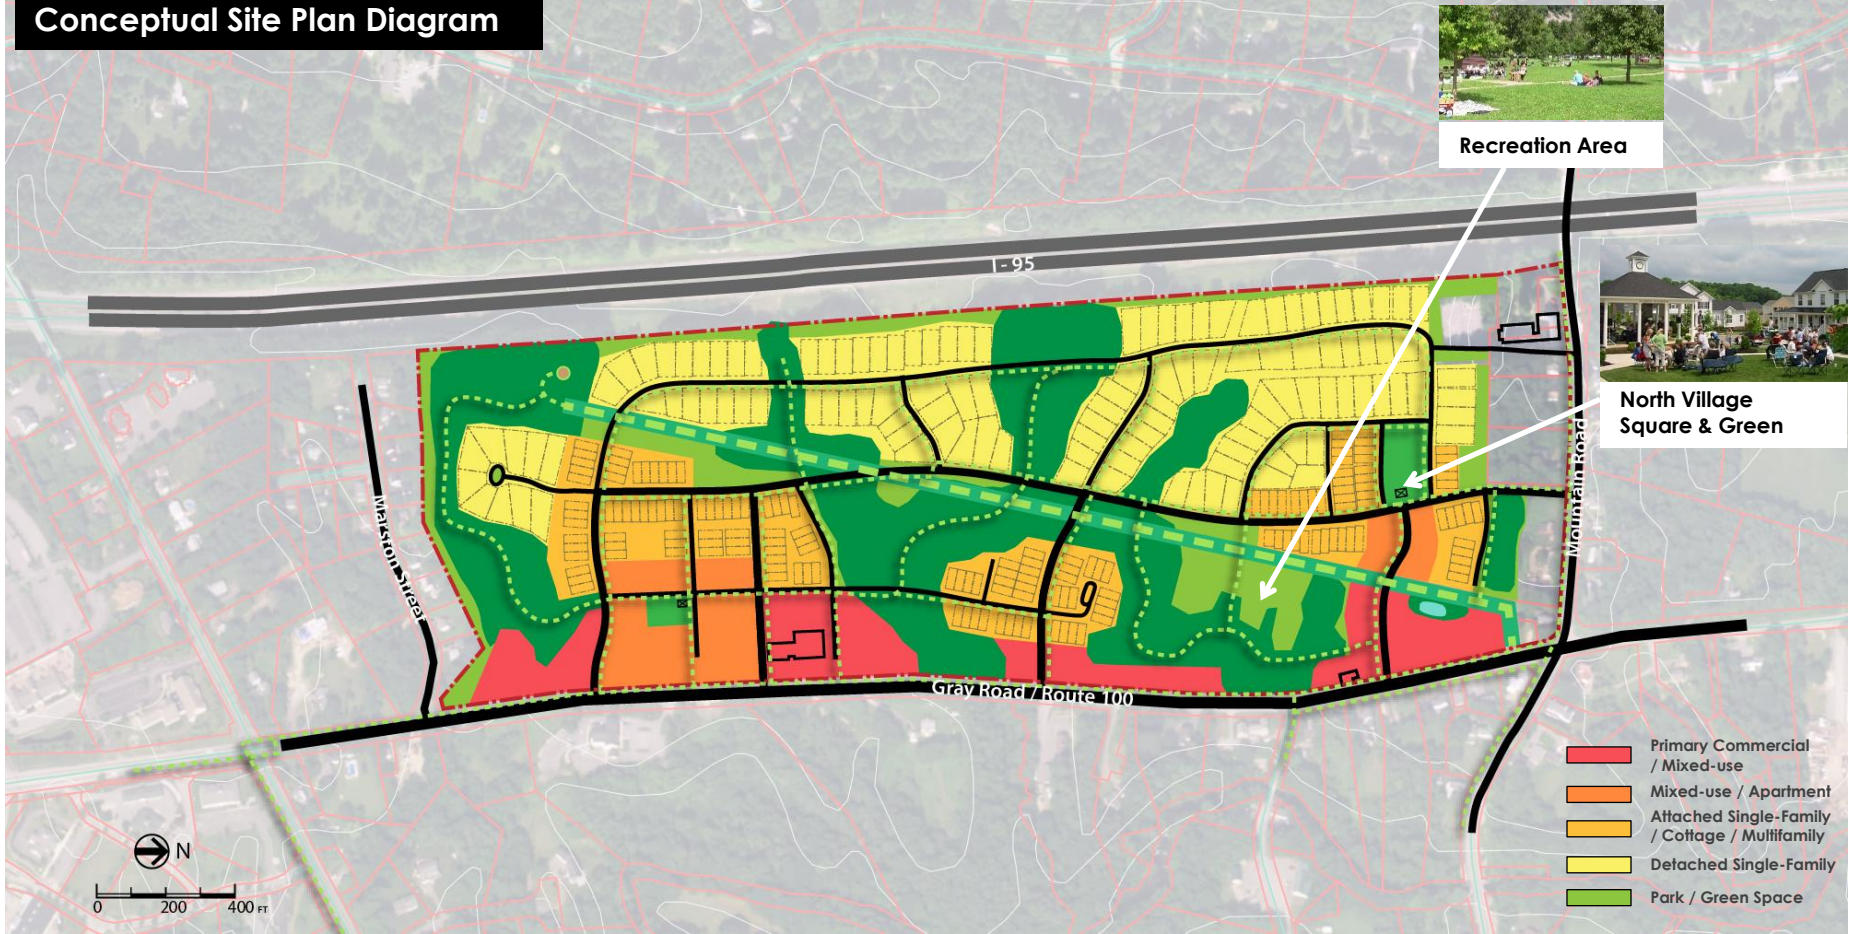 Conceptual Site Plan Diagram
Recreation Area
I - 95
North Village
Square & Green
Mountain Road
Marston Street
Gray Road / Route 100
Primary Commercial
/ Mixed-use
Mixed-use / Apartment
Attached Single-Family
/ Cottage / Multifamily
Detached Single-Family
Park / Green Space
N
0 200 400 FT